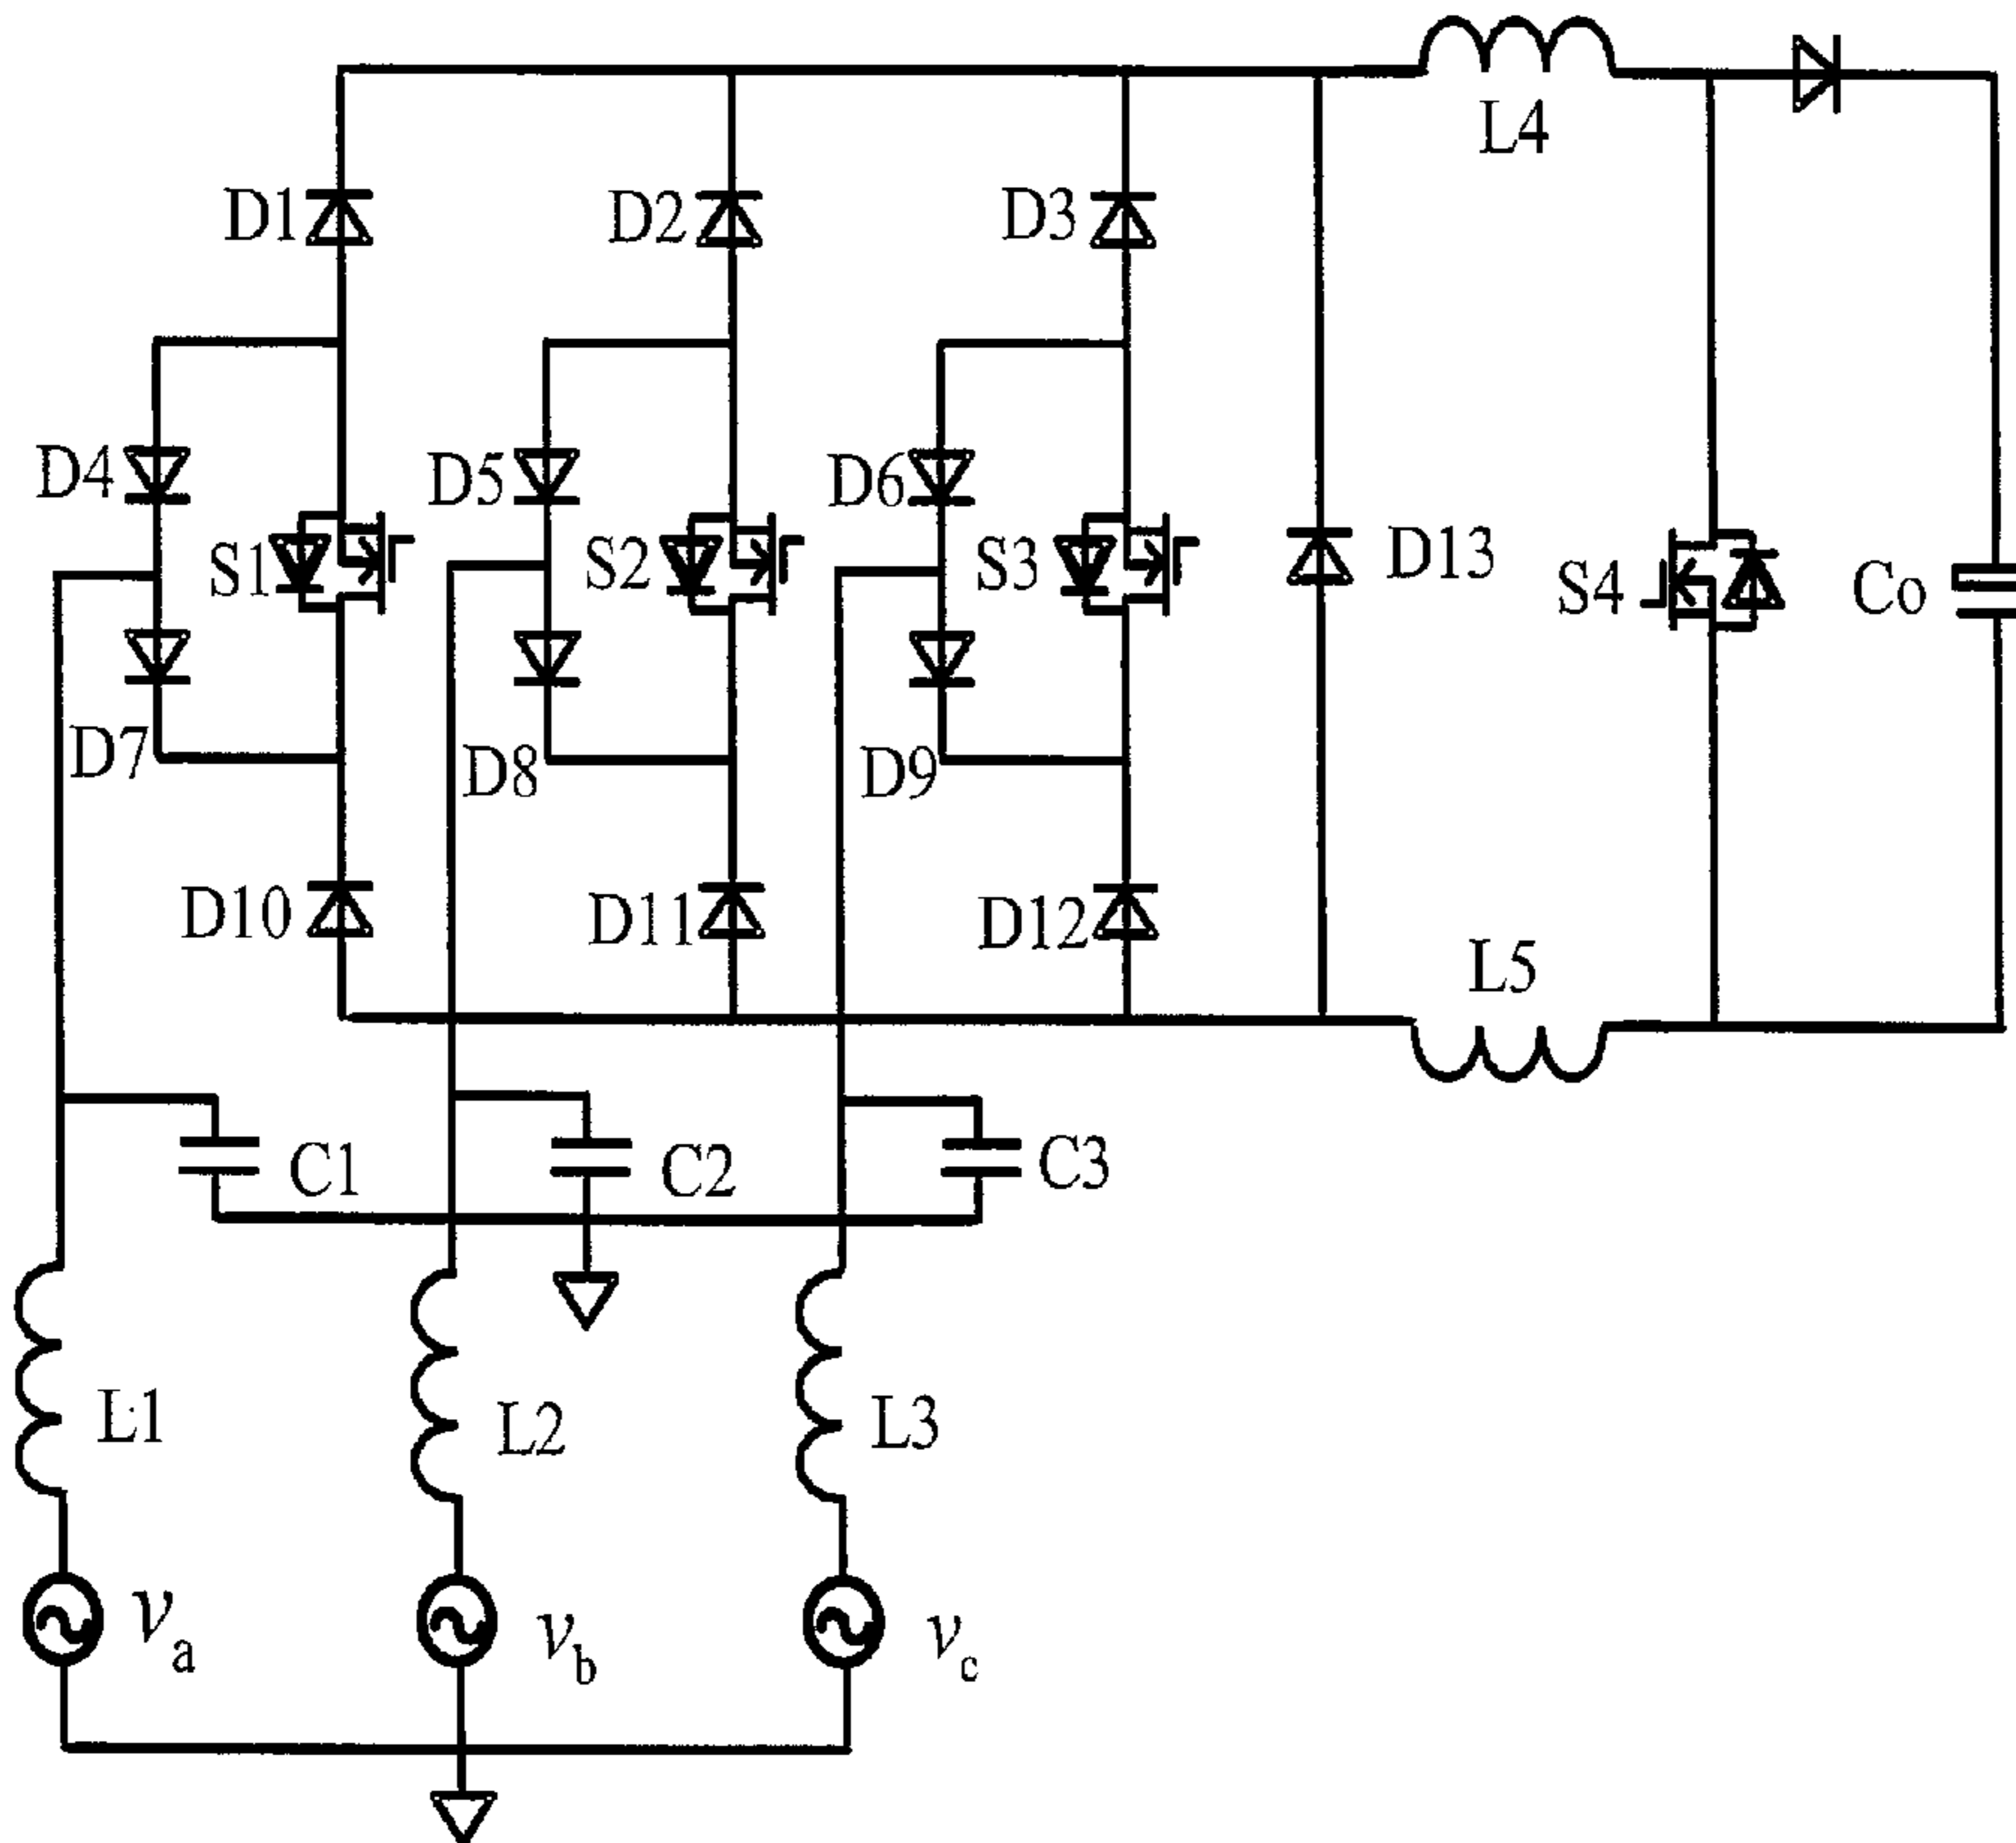 L4
D1
D2
D3
D4
D5
D6
S1
S2
S3
D13
S4
Co
D7
D8
D9
D10
D11
D12
L5
C1
C2
C3
L1
L2
L3
va
vb
vc